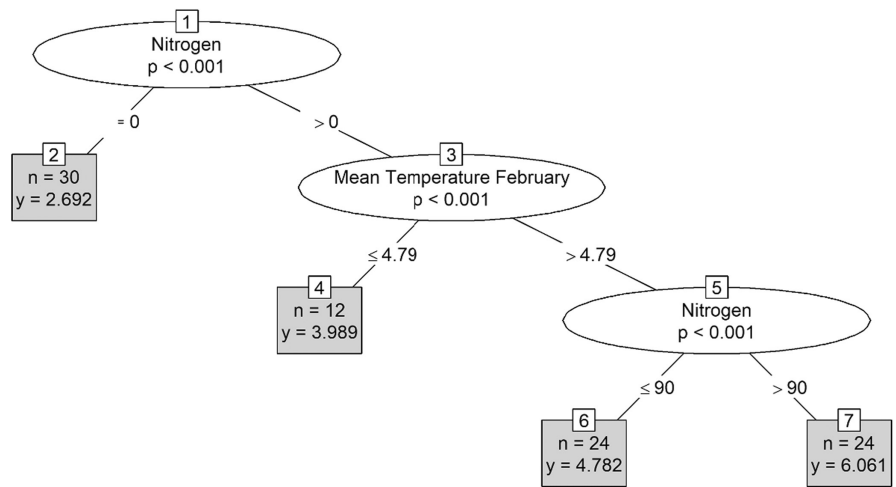 1
Nitrogen
p < 0.001
= 0
> 0
2
n = 30
y = 2.692
3
Mean Temperature February
p < 0.001
≤ 4.79
> 4.79
4
n = 12
y = 3.989
5
Nitrogen
p < 0.001
≤ 90
> 90
6
n = 24
y = 4.782
7
n = 24
y = 6.061